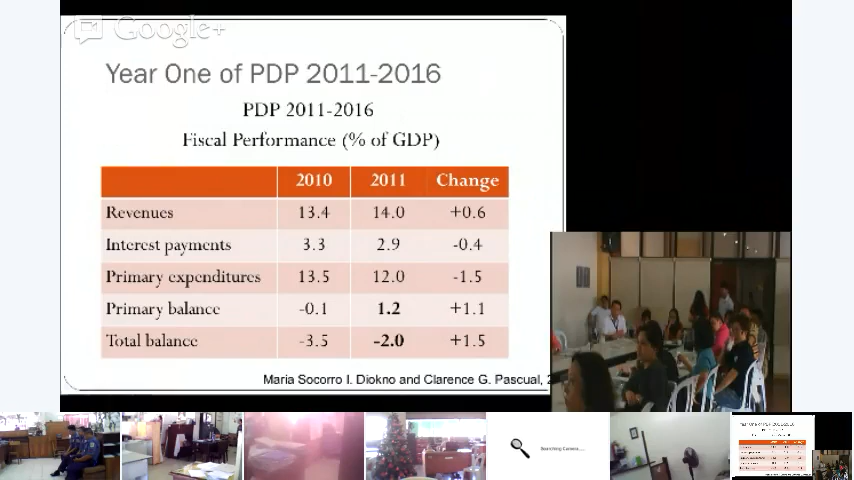 Google+
Year One of PDP 2011-2016
PDP 2011-2016
Fiscal Performance (% of GDP)
2010 2011 Change
Revenues 13.4 14.0 +0.6
Interest payments 3.3 2.9 -0.4
Primary expenditures 13.5 12.0 -1.5
Primary balance -0.1 1.2 +1.1
Total balance -3.5 -2.0 +1.5
Maria Socorro I. Diokno and Clarence G. Pascual, 2
Searching Camera....